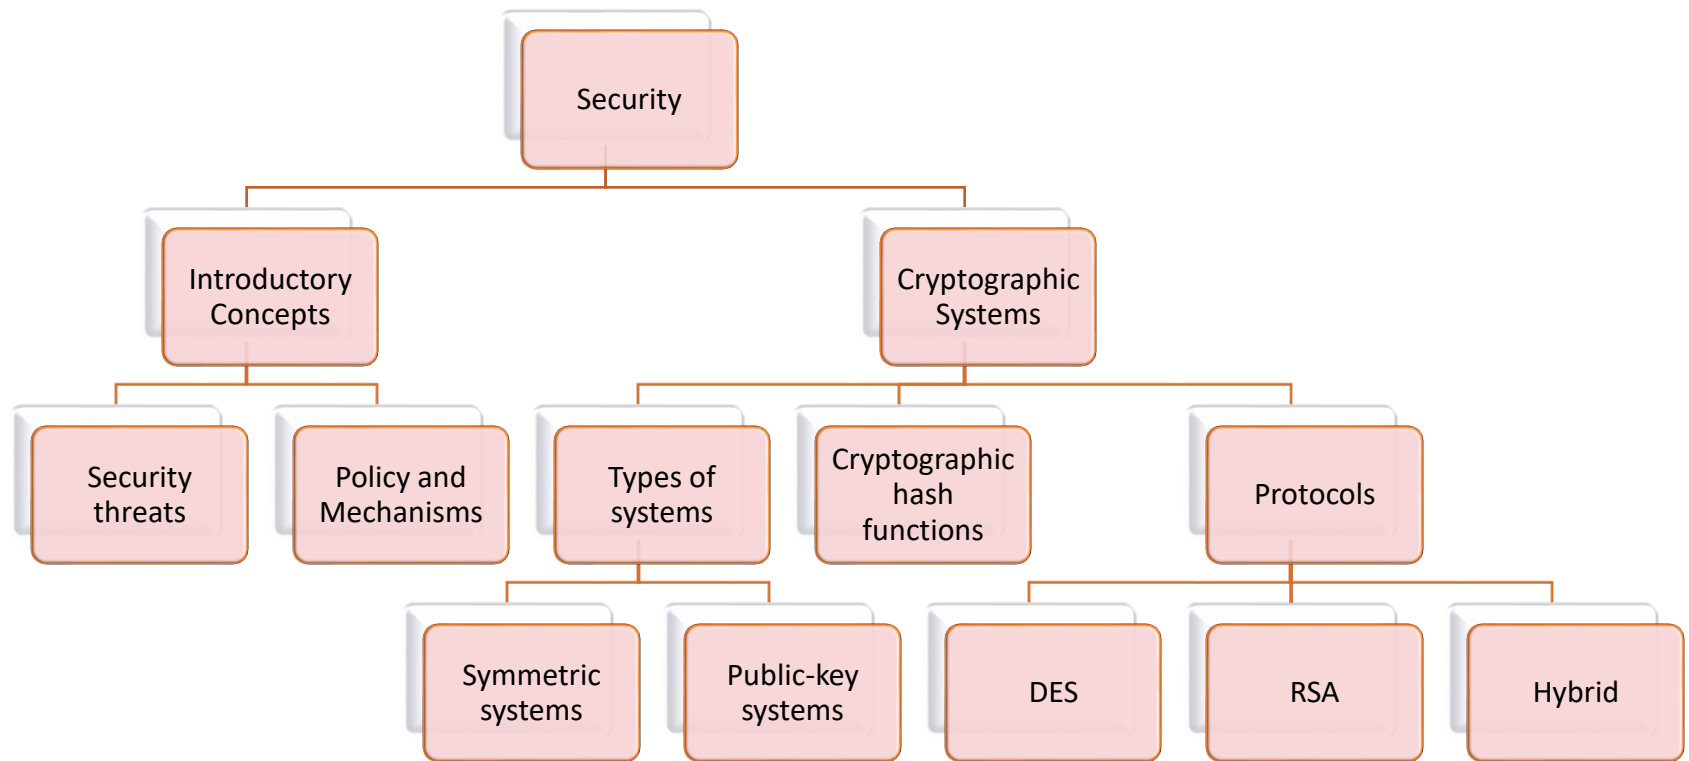 Security
Introductory
Concepts
Cryptographic
Systems
Security
threats
Policy and
Mechanisms
Types of
systems
Cryptographic
hash
functions
Protocols
Symmetric
systems
Public-key
systems
DES
RSA
Hybrid